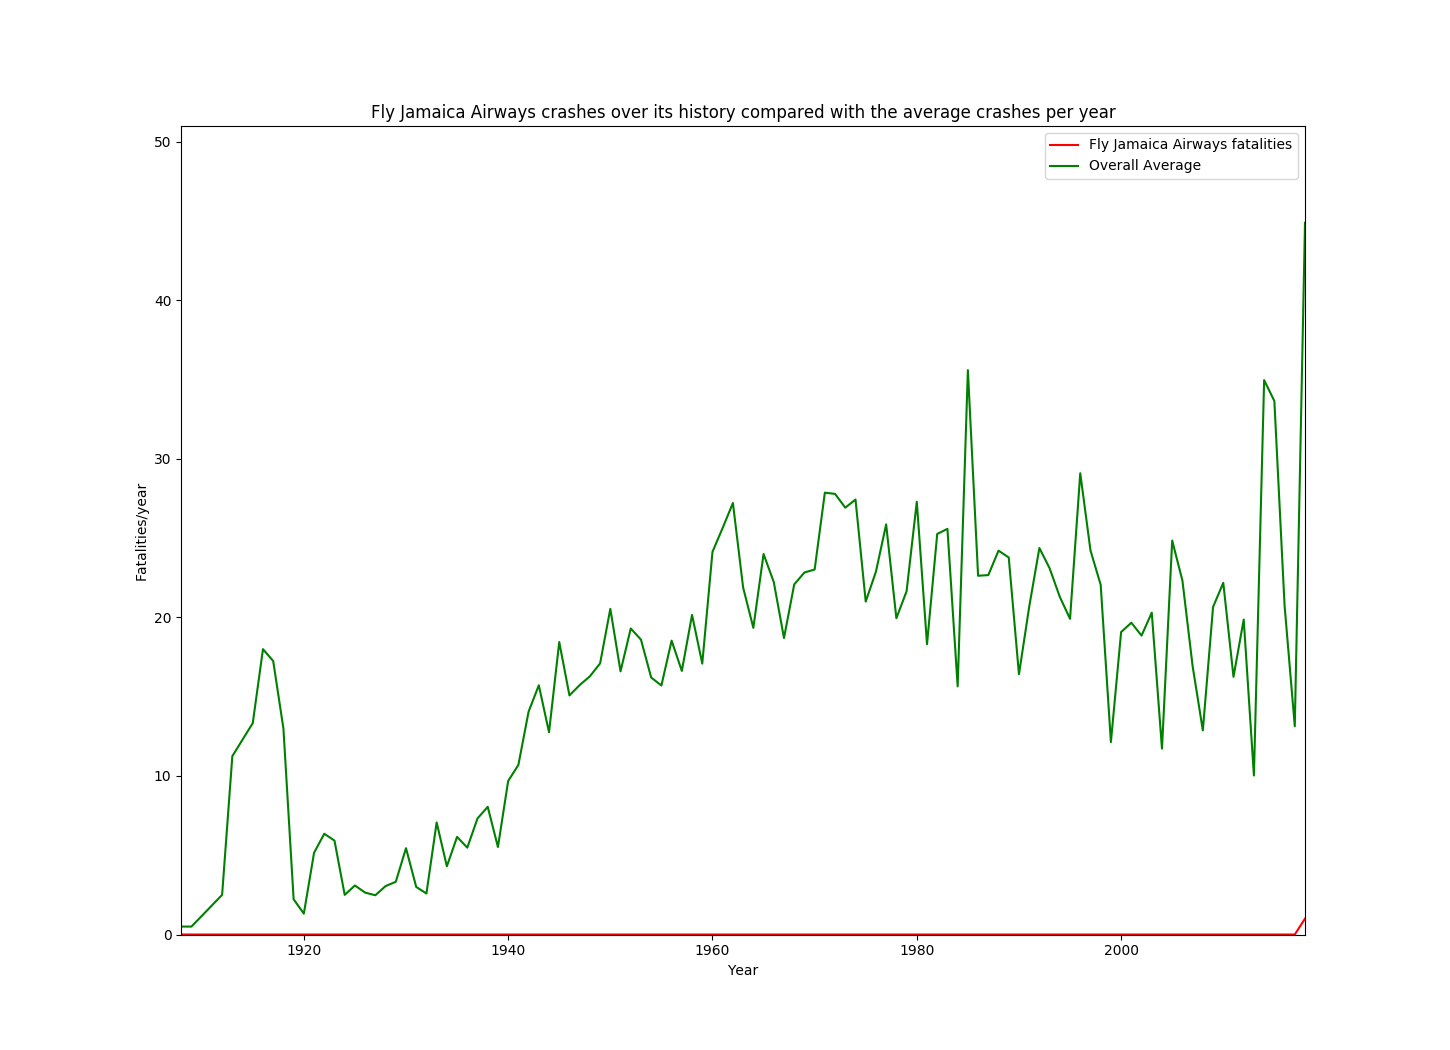 Fly Jamaica Airways crashes over its history compared with the average crashes per year
Fly Jamaica Airways fatalities
Overall Average
50
40
30
20
10
0
Fatalities/year
1920
1940
1960
1980
2000
Year